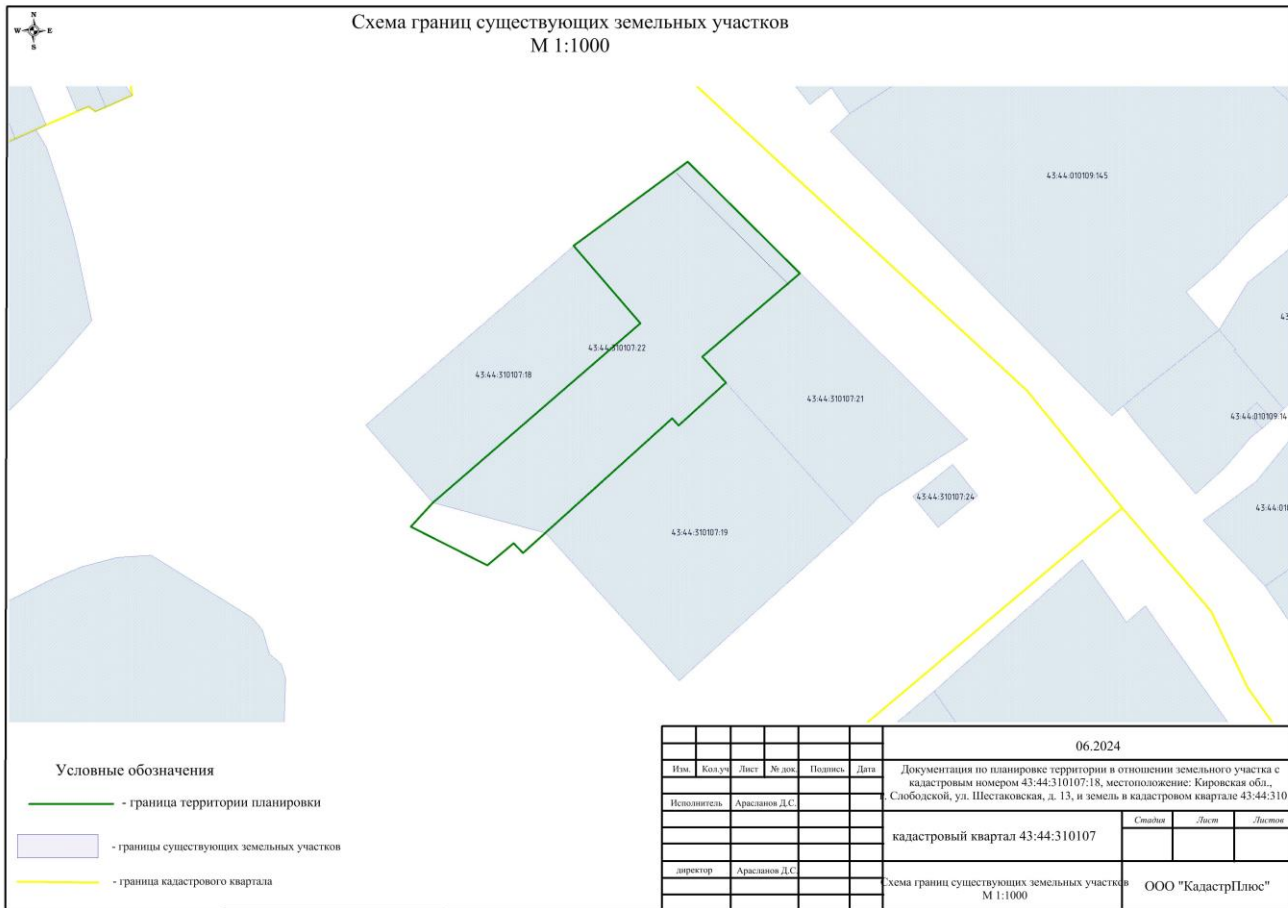 N
W E
S
Схема границ существующих земельных участков
М 1:1000
43:44:010109:145
43:44:310107:22
43:44:310107:18
43:44:310107:21
43:44:010109:14
43:44:310107:24
43:44:01
43:44:310107:19
Условные обозначения
- граница территории планировки
- границы существующих земельных участков
- граница кадастрового квартала
06.2024
Изм. Кол.уч Лист № док. Подпись Дата
Документация по планировке территории в отношении земельного участка с
кадастровым номером 43:44:310107:18, местоположение: Кировская обл.,
г. Слободской, ул. Шестаковская, д. 13, и земель в кадастровом квартале 43:44:310
Исполнитель Арасланов Д.С.
кадастровый квартал 43:44:310107
Стадия Лист Листов
директор Арасланов Д.С.
Схема границ существующих земельных участков
М 1:1000
ООО "КадастрПлюс"